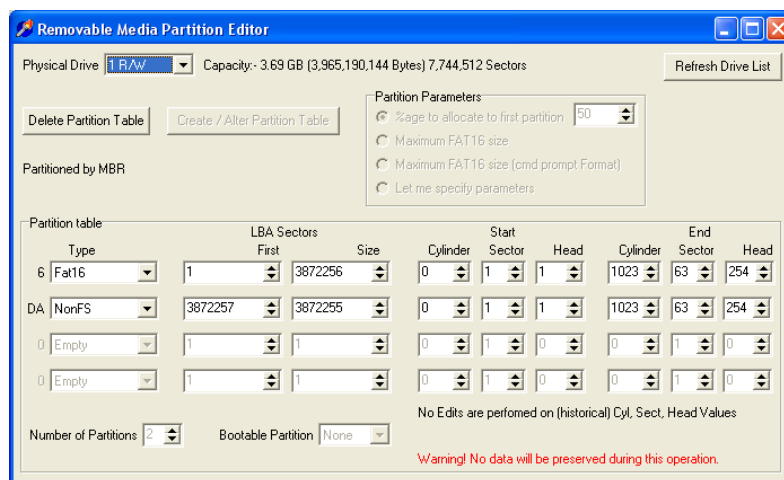 Removable Media Partition Editor
Physical Drive 1 R/W Capacity:- 3.69 GB (3,965,190,144 Bytes) 7,744,512 Sectors Refresh Drive List
Partition Parameters
Delete Partition Table Create / Alter Partition Table %age to allocate to first partition 50
Maximum FAT16 size
Partitioned by MBR Maximum FAT16 size (cmd prompt Format)
Let me specify parameters
Partition table
LBA Sectors Start End
Type First Size Cylinder Sector Head Cylinder Sector Head
6 Fat16 1 3872256 0 1 1 1023 63 254
DA NonFS 3872257 3872255 0 1 1 1023 63 254
0 Empty 1 1 0 1 0 0 1 0
0 Empty 1 1 0 1 0 0 1 0
No Edits are perfomed on (historical) Cyl, Sect, Head Values
Number of Partitions 2 Bootable Partition None
Warning! No data will be preserved during this operation.